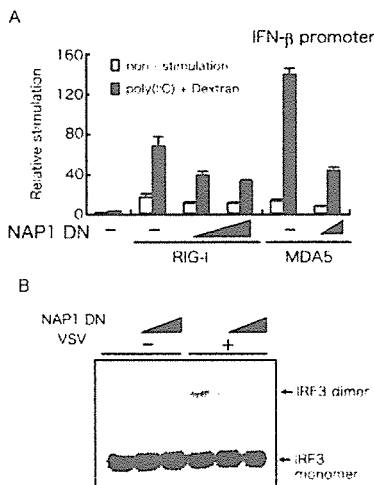 A
IFN-β promoter
non - stimulation
poly(I:C) + Dextran
Relative stimulation
160
120
80
40
0
NAP1 DN
–
–
–
RIG-I
MDA5
B
NAP1 DN
VSV
–
+
IRF3 dimer
IRF3
monomer